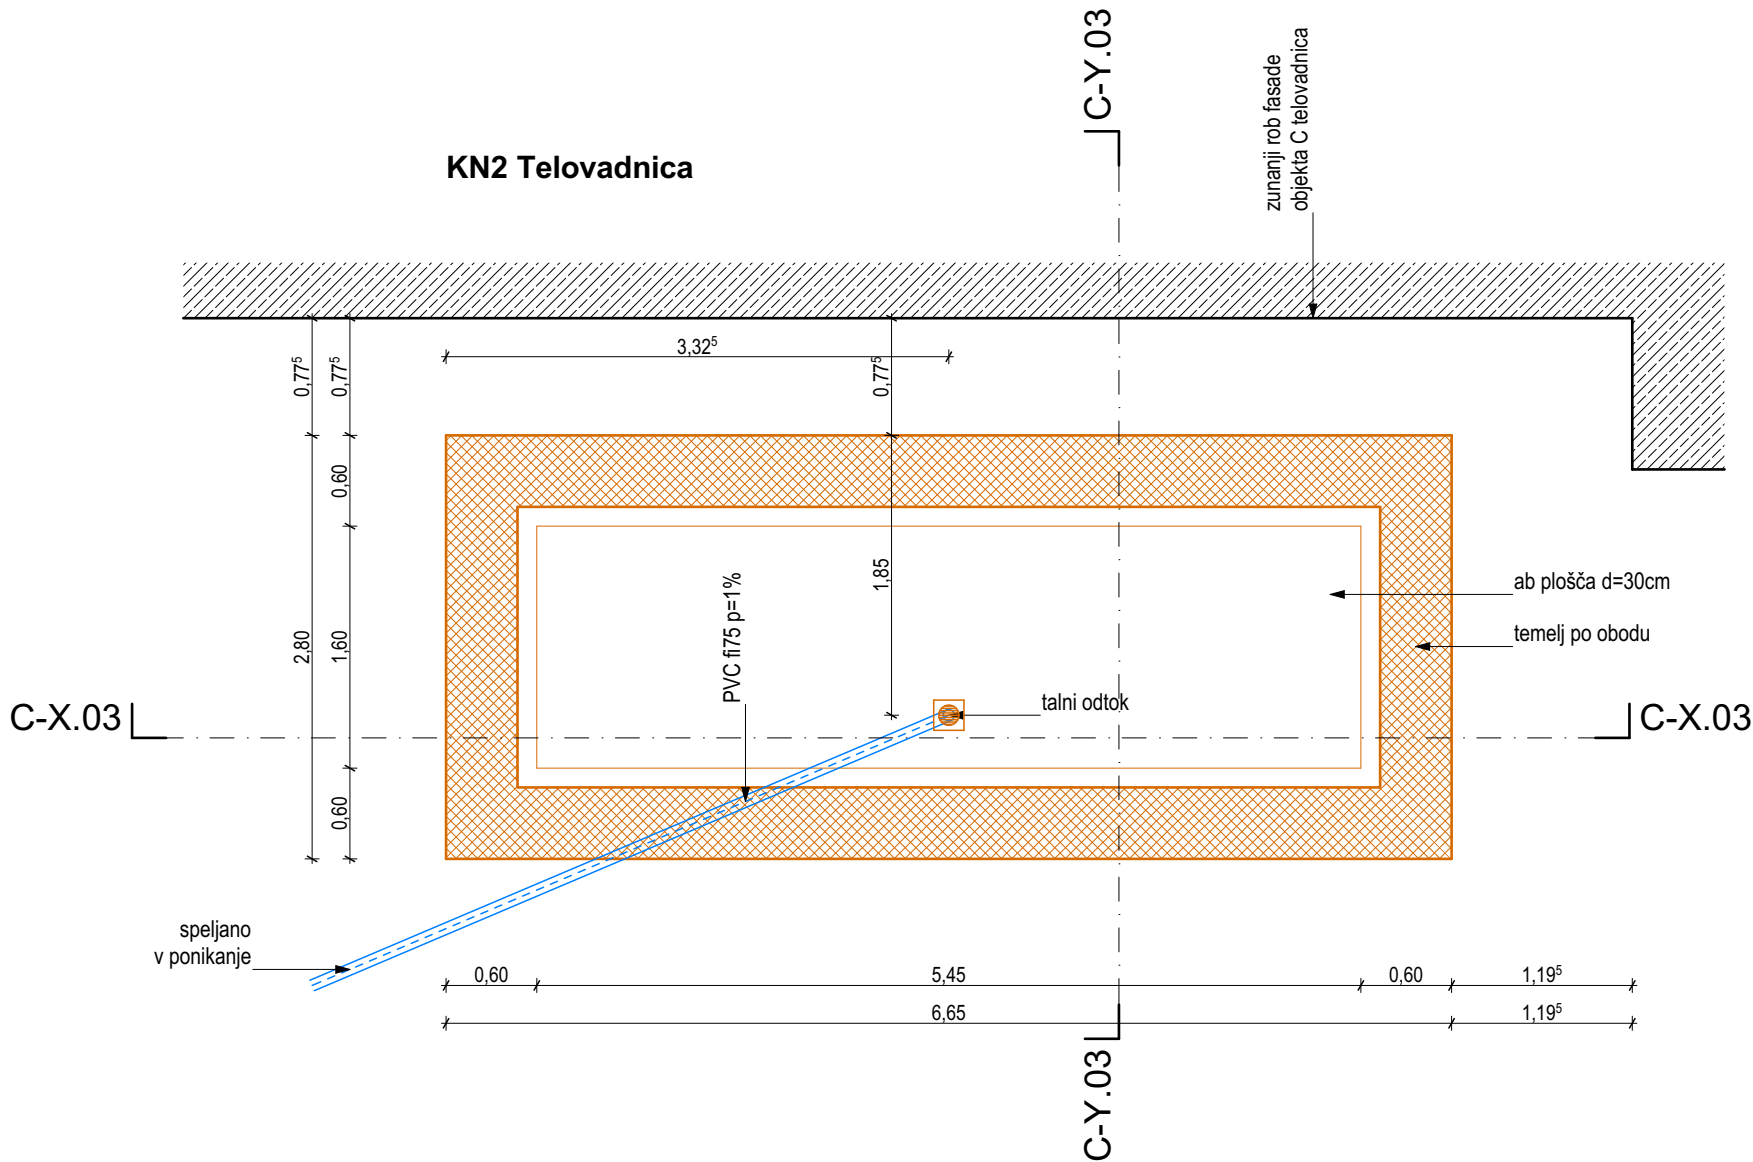 C-Y.03
zunanji rob fasade
objekta C telovadnica
KN2 Telovadnica
3,32⁵
0,77⁵
0,77⁵
0,77⁵
0,60
1,85
ab plošča d=30cm
PVC fi75 p=1%
temelj po obodu
2,80
1,60
talni odtok
C-X.03
C-X.03
0,60
speljano
v ponikanje
0,60
5,45
0,60
1,19⁵
6,65
1,19⁵
C-Y.03